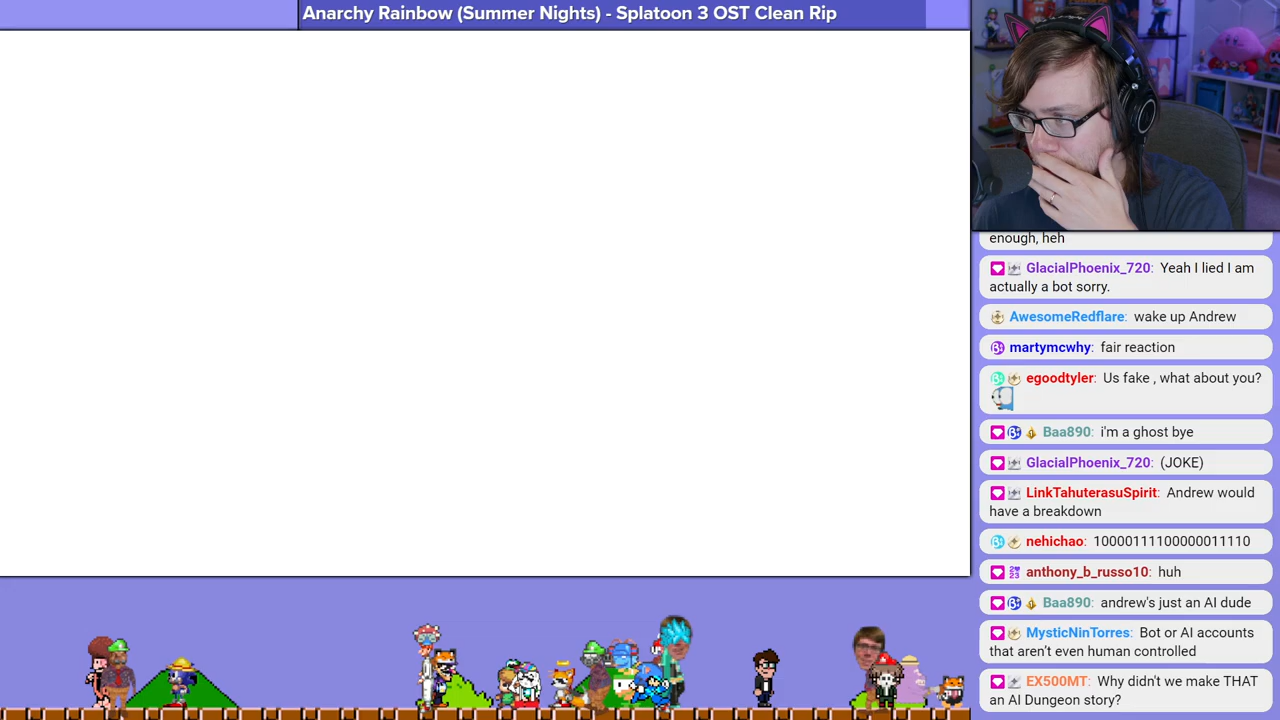 Anarchy Rainbow (Summer Nights) - Splatoon 3 OST Clean Rip
enough, heh
GlacialPhoenix_720: Yeah I lied I am
actually a bot sorry.
AwesomeRedflare: wake up Andrew
martymcwhy: fair reaction
egoodtyler: Us fake , what about you?
Baa890: i'm a ghost bye
GlacialPhoenix_720: (JOKE)
LinkTahuterasuSpirit: Andrew would
have a breakdown
nehichao: 10000111100000011110
anthony_b_russo10: huh
Baa890: andrew's just an AI dude
MysticNinTorres: Bot or AI accounts
that aren't even human controlled
EX500MT: Why didn't we make THAT
an AI Dungeon story?